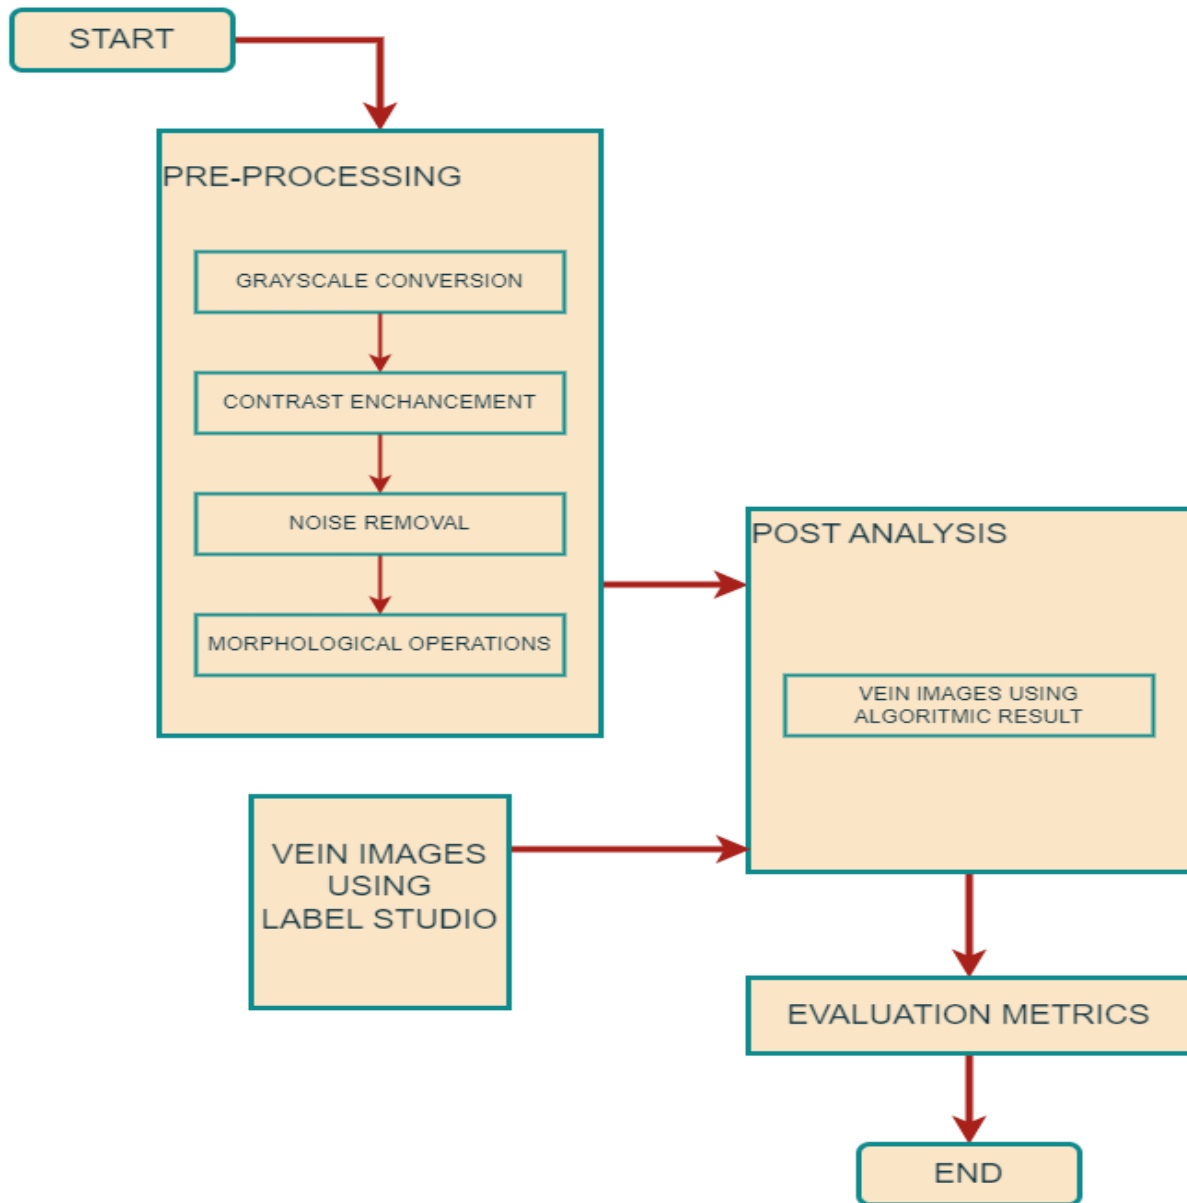 START
PRE-PROCESSING
GRAYSCALE CONVERSION
CONTRAST ENCHANCEMENT
NOISE REMOVAL
MORPHOLOGICAL OPERATIONS
POST ANALYSIS
VEIN IMAGES USING
ALGORITMIC RESULT
VEIN IMAGES
USING
LABEL STUDIO
EVALUATION METRICS
END